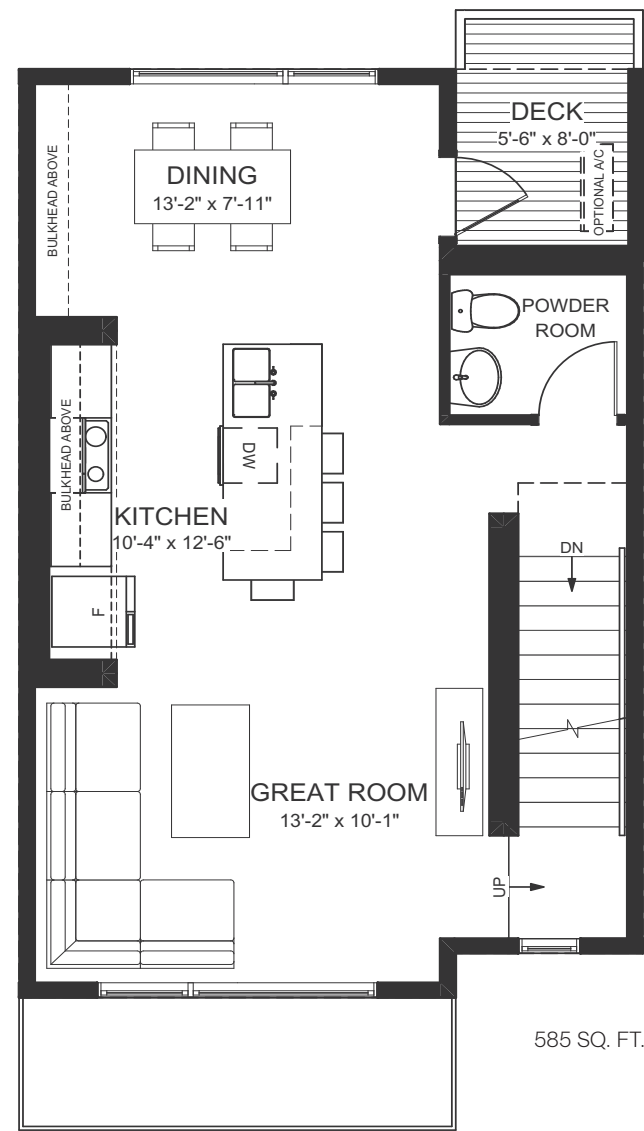 DECK
5'-6" x 8'-0"
OPTIONAL A/C
BULKHEAD ABOVE
DINING
13'-2" x 7'-11"
POWDER
ROOM
BULKHEAD ABOVE
DW
KITCHEN
10'-4" x 12'-6"
DN
F
GREAT ROOM
13'-2" x 10'-1"
UP
585 SQ. FT.